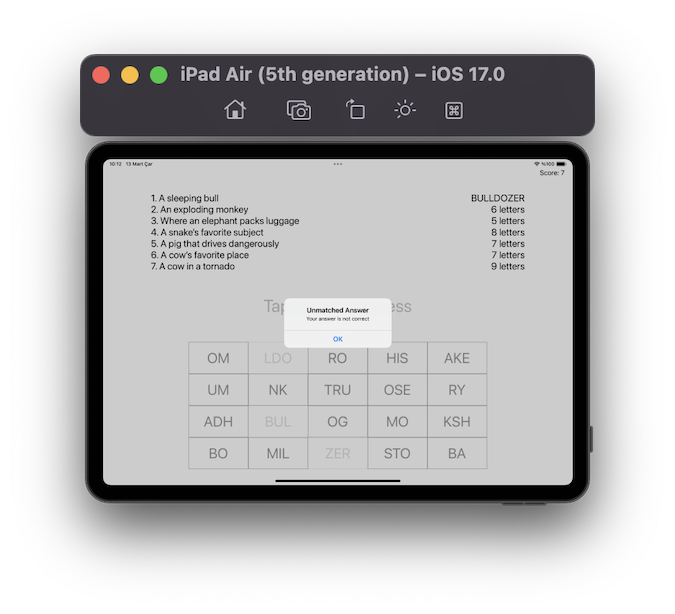 iPad Air (5th generation) – iOS 17.0
10:12 13 Mart Çar
%100
Score: 7
1. A sleeping bull
BULLDOZER
2. An exploding monkey
6 letters
3. Where an elephant packs luggage
5 letters
4. A snake's favorite subject
8 letters
5. A pig that drives dangerously
7 letters
6. A cow's favorite place
7 letters
7. A cow in a tornado
9 letters
Tap
ess
Unmatched Answer
Your answer is not correct
OK
OM LDO RO HIS AKE
UM NK TRU OSE RY
ADH BUL OG MO KSH
BO MIL ZER STO BA